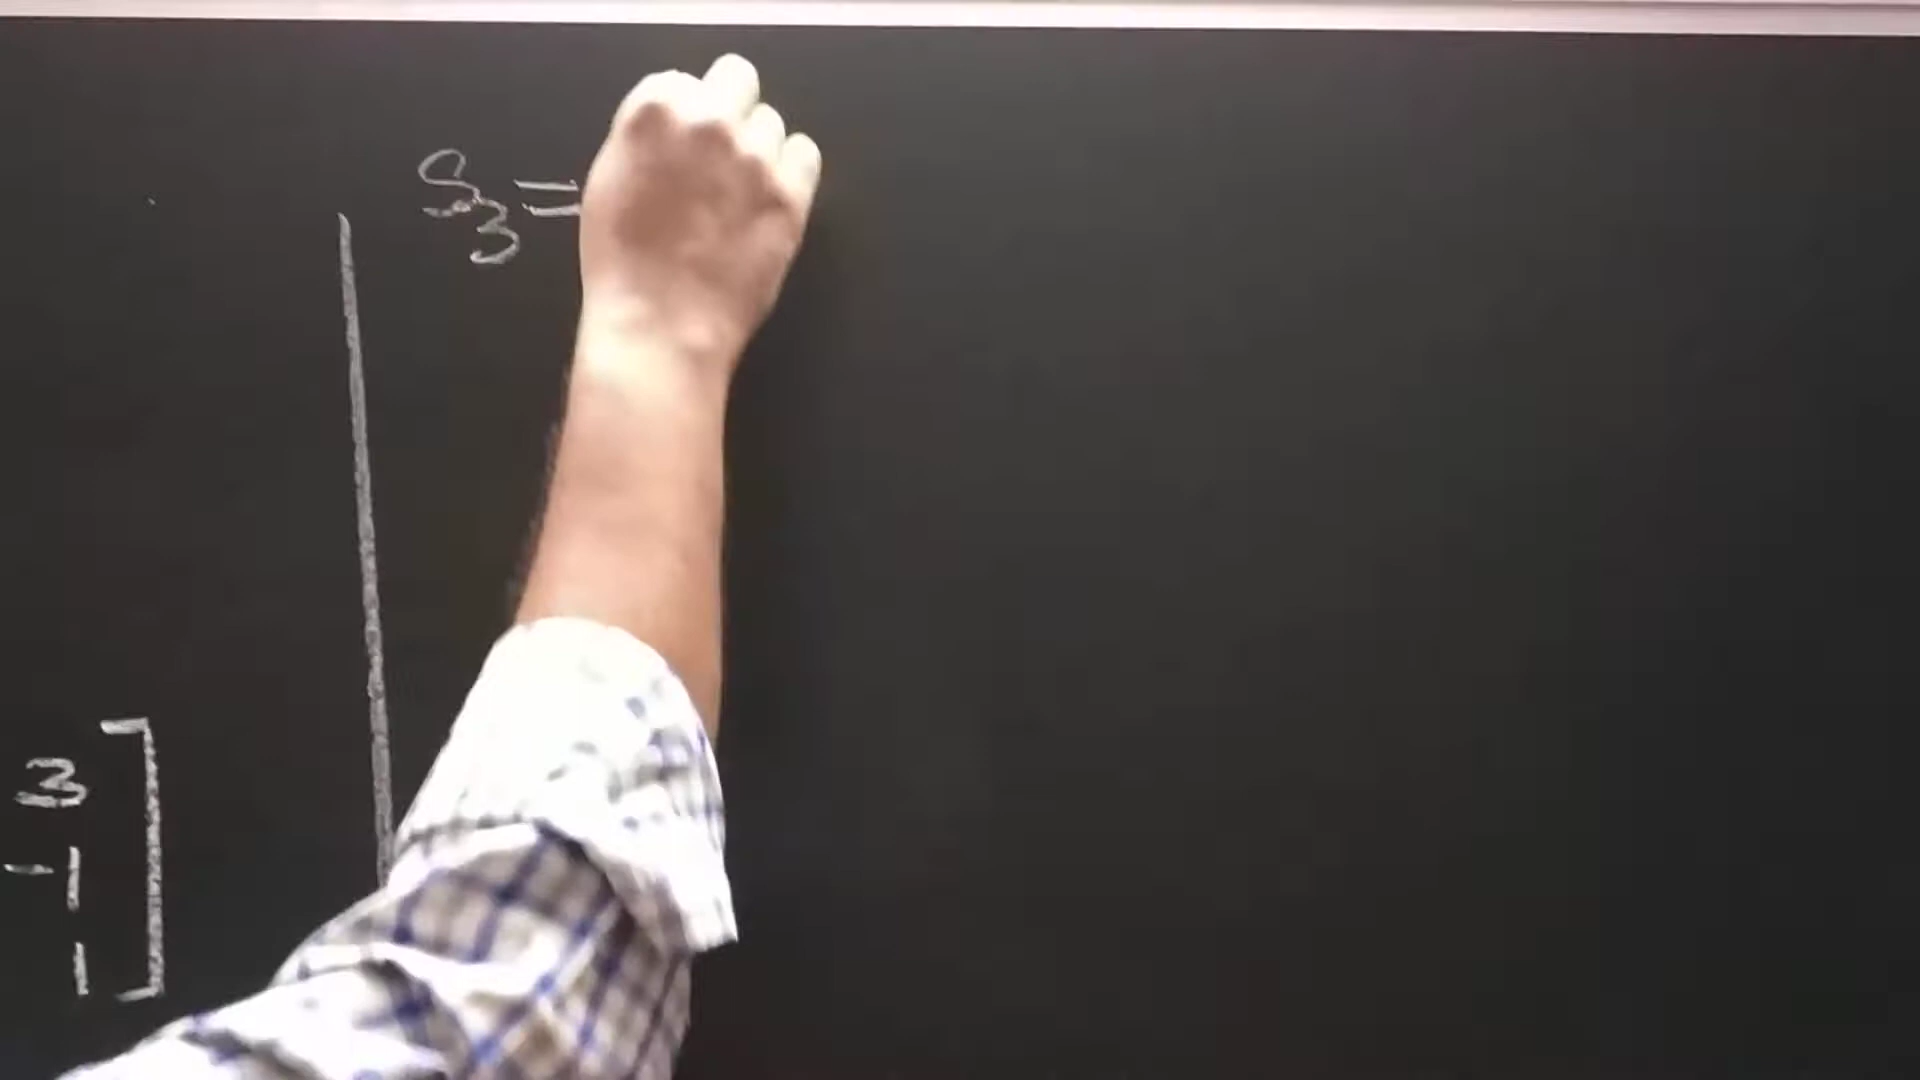 S₃ =
3 ]
- 1
1